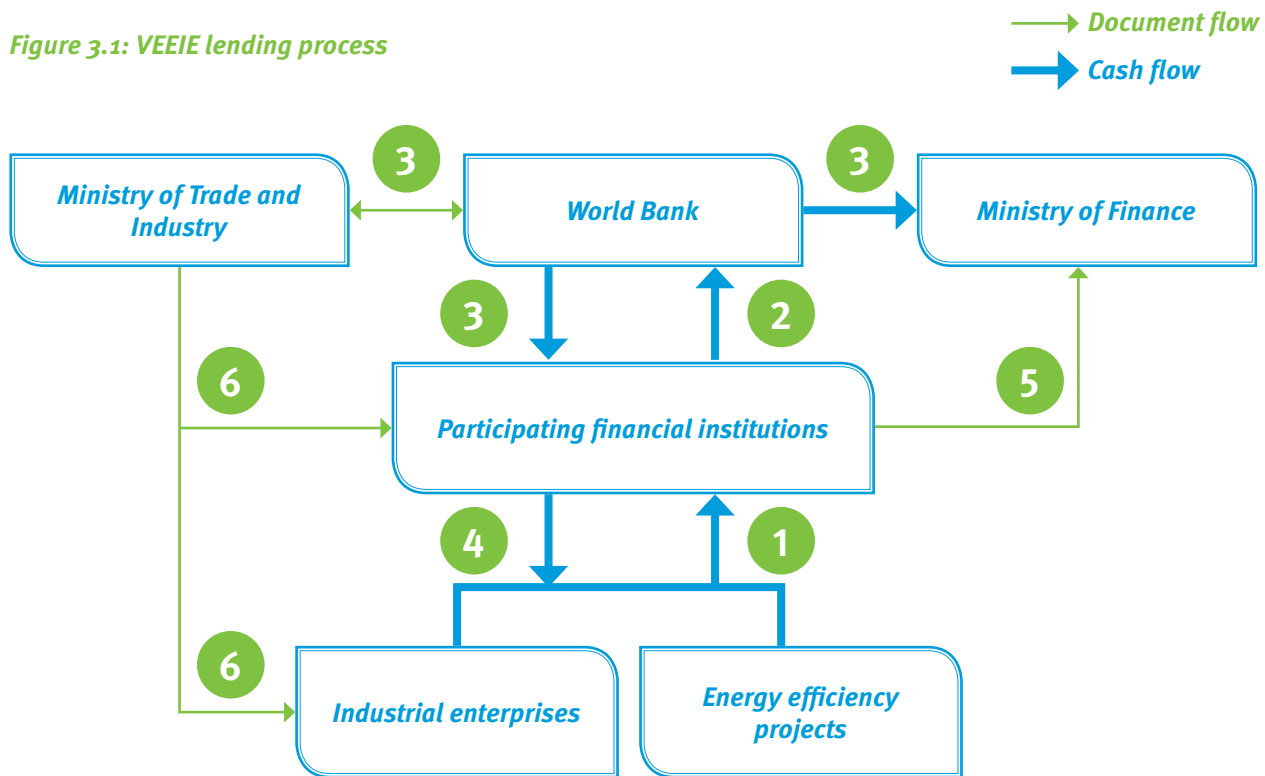 Document flow
Figure 3.1: VEEIE lending process
Cash flow
3
3
Ministry of Trade and
Industry
World Bank
Ministry of Finance
3
2
6
5
Participating financial institutions
4
1
6
Industrial enterprises
Energy efficiency
projects